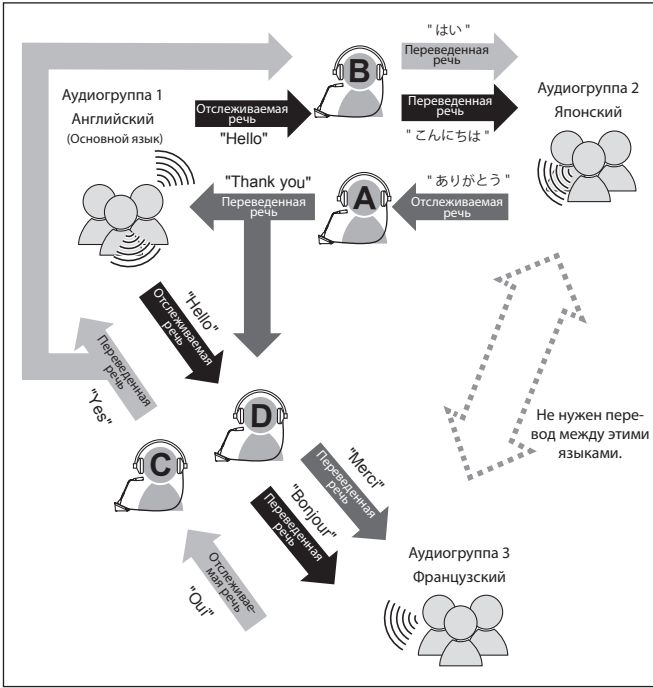 " はい "
Переведенная
речь
B
Аудиогруппа 1
Английский
(Основной язык)
Отслеживаемая
речь
"Hello"
Переведенная
речь
" こんにちは "
Аудиогруппа 2
Японский
"Thank you"
Переведенная
речь
A
" ありがとう "
Отслеживаемая
речь
"Hello"
Отслеживаемая
речь
Переведенная
речь
"Yes"
D
C
Не нужен пере-
вод между этими
языками.
"Merci"
Переведенная
речь
"Bonjour"
Переведенная
речь
Отслеживае-
мая речь
"Oui"
Аудиогруппа 3
Французский